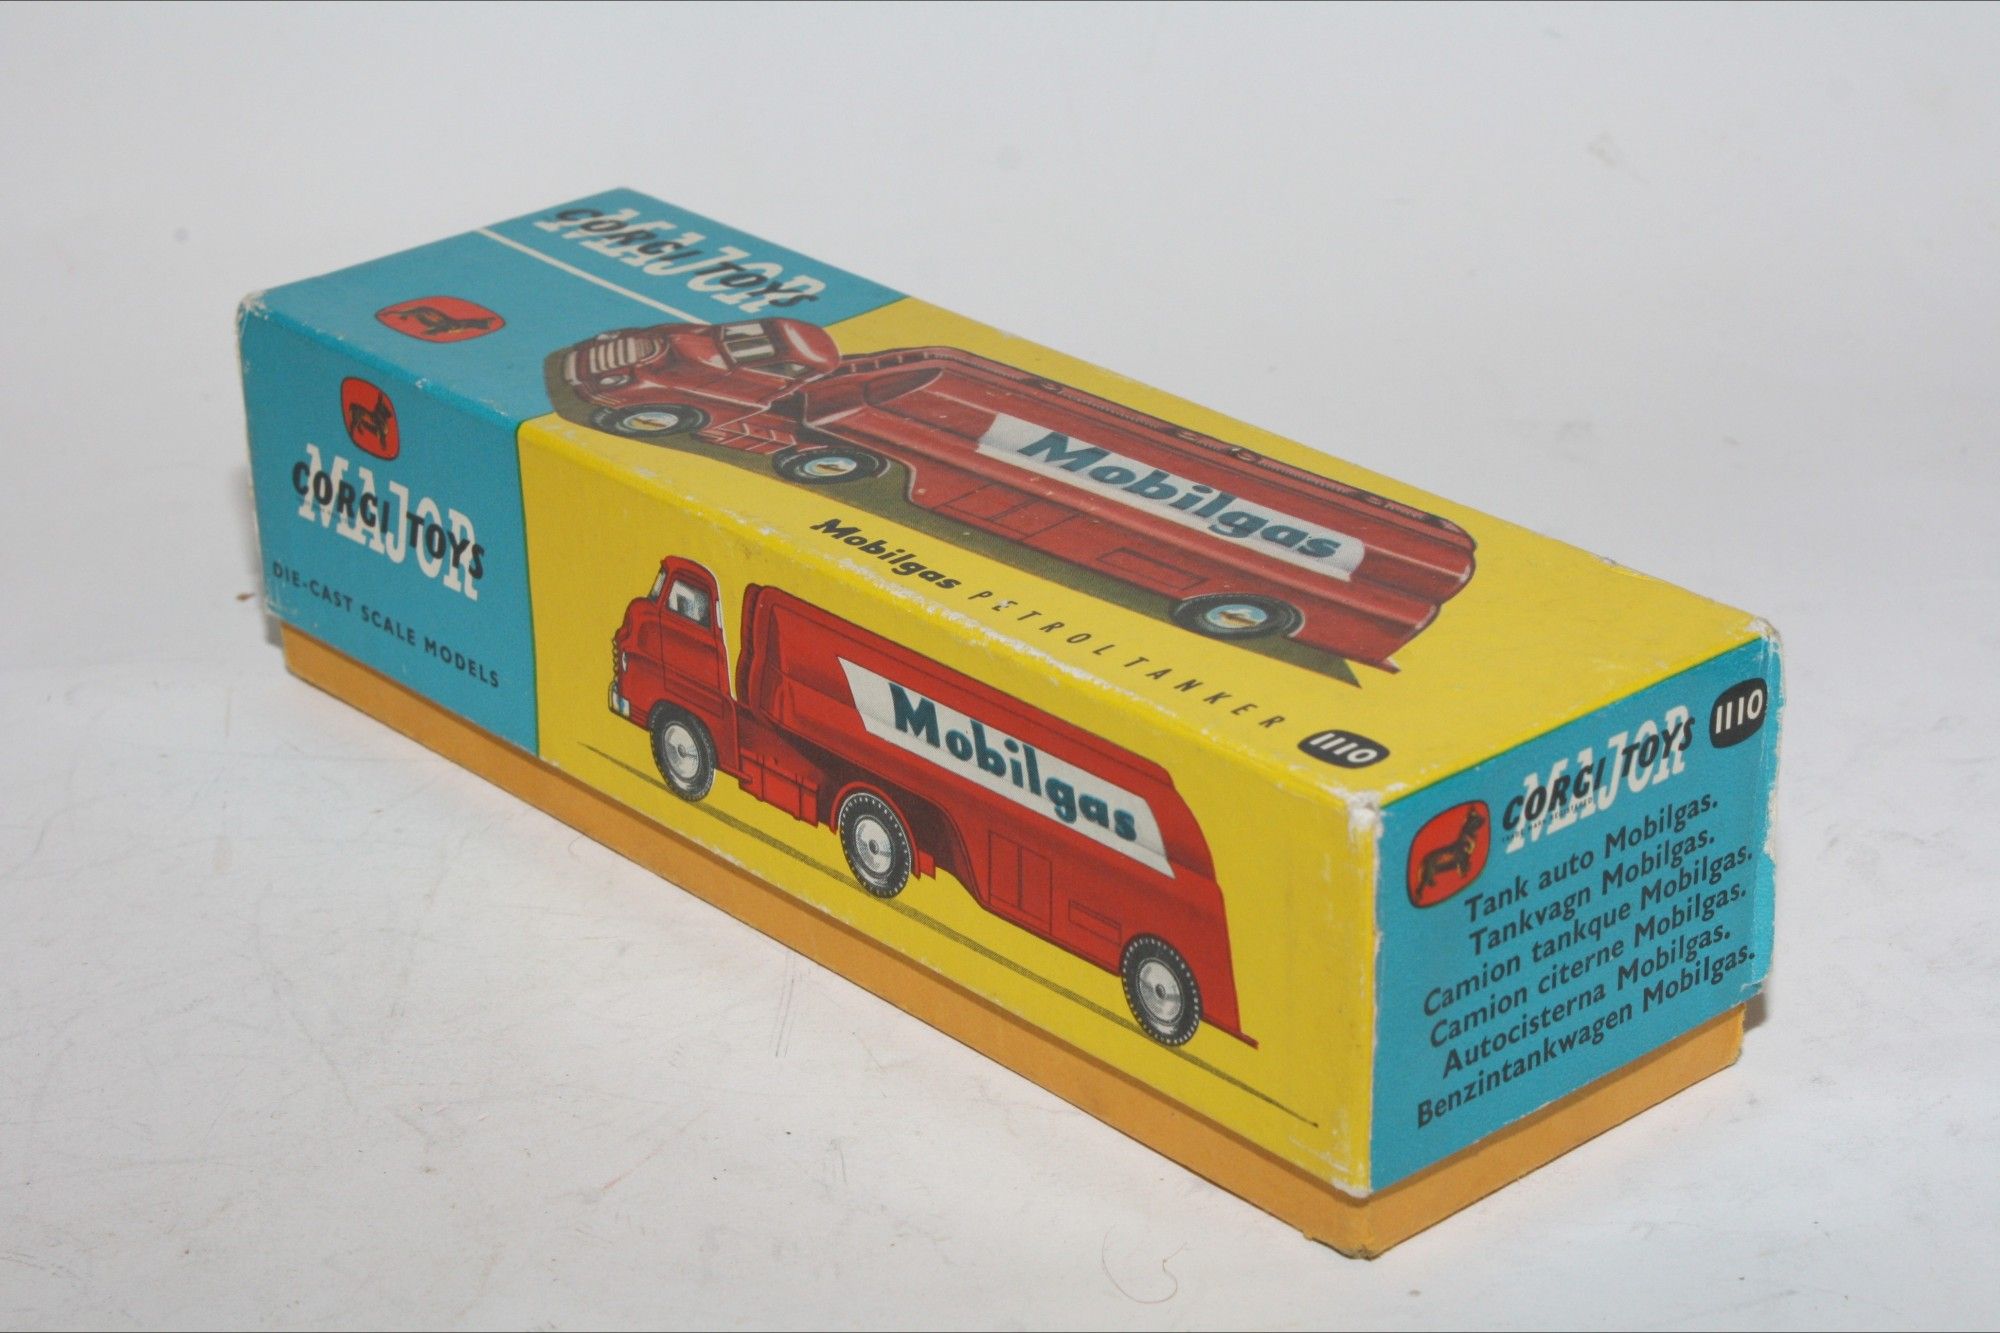 CORGI TOYS
MAJOR
Mobilgas
Mobilgas PETROL TANKER
1110
CORGI TOYS
MAJOR
DIE-CAST SCALE MODELS
Mobilgas
1110
CORGI TOYS
MAJOR
Tank auto Mobilgas.
Tankvagn Mobilgas.
Camion tankque Mobilgas.
Camion citerne Mobilgas.
Autocisterna Mobilgas.
Benzintankwagen Mobilgas.